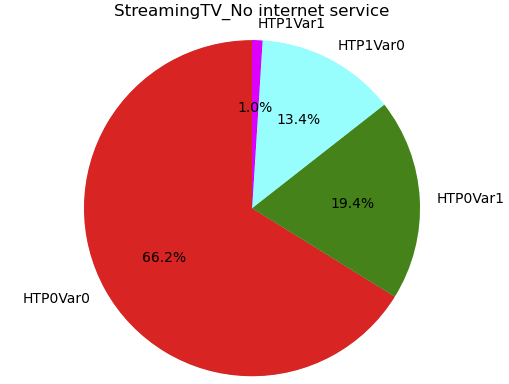 StreamingTV_No internet service
HTP1Var1
HTP1Var0
1.0%
13.4%
HTP0Var1
19.4%
66.2%
HTP0Var0